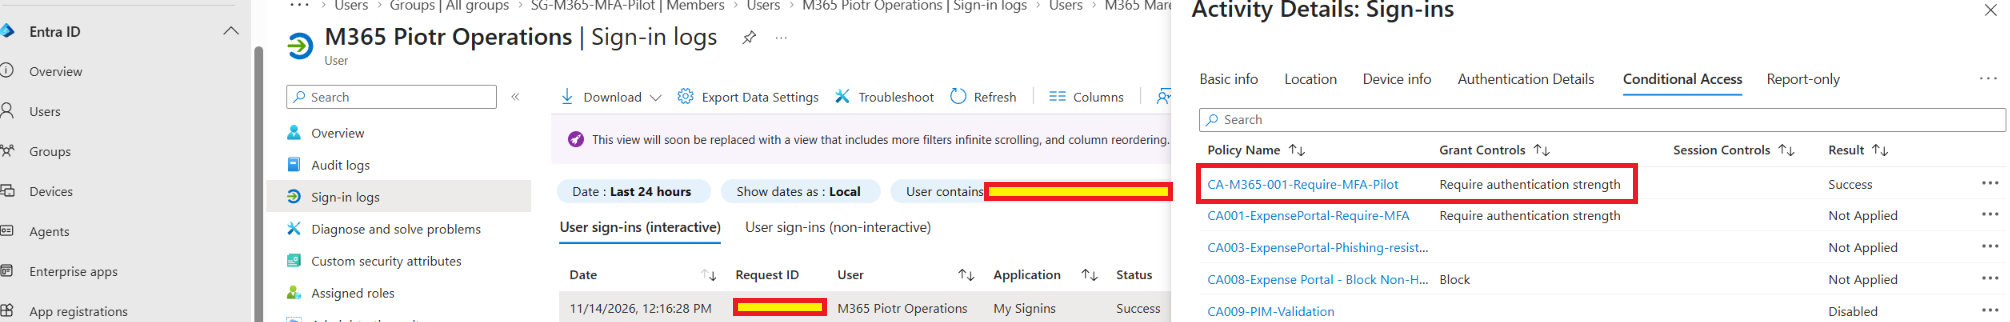 Entra ID
Overview
Users
Groups
Devices
Agents
Enterprise apps
App registrations
··· > Users > Groups | All groups > SG-M365-MFA-Pilot | Members > Users > M365 Piotr Operations | Sign-in logs > Users > M365
M365 Piotr Operations | Sign-in logs
User
Search
Overview
Audit logs
Sign-in logs
Diagnose and solve problems
Custom security attributes
Assigned roles
Download Export Data Settings Troubleshoot Refresh Columns
This view will soon be replaced with a view that includes more filters infinite scrolling, and column reordering.
Date : Last 24 hours Show dates as : Local User contains
User sign-ins (interactive) User sign-ins (non-interactive)
Date Request ID User Application Status
11/14/2026, 12:16:28 PM M365 Piotr Operations My Signins Success
Activity Details: Sign-ins
Basic info Location Device info Authentication Details Conditional Access Report-only
Search
Policy Name Grant Controls Session Controls Result
CA-M365-001-Require-MFA-Pilot Require authentication strength Success
CA001-ExpensePortal-Require-MFA Require authentication strength Not Applied
CA003-ExpensePortal-Phishing-resist... Not Applied
CA008-Expense Portal - Block Non-H... Block Not Applied
CA009-PIM-Validation Disabled